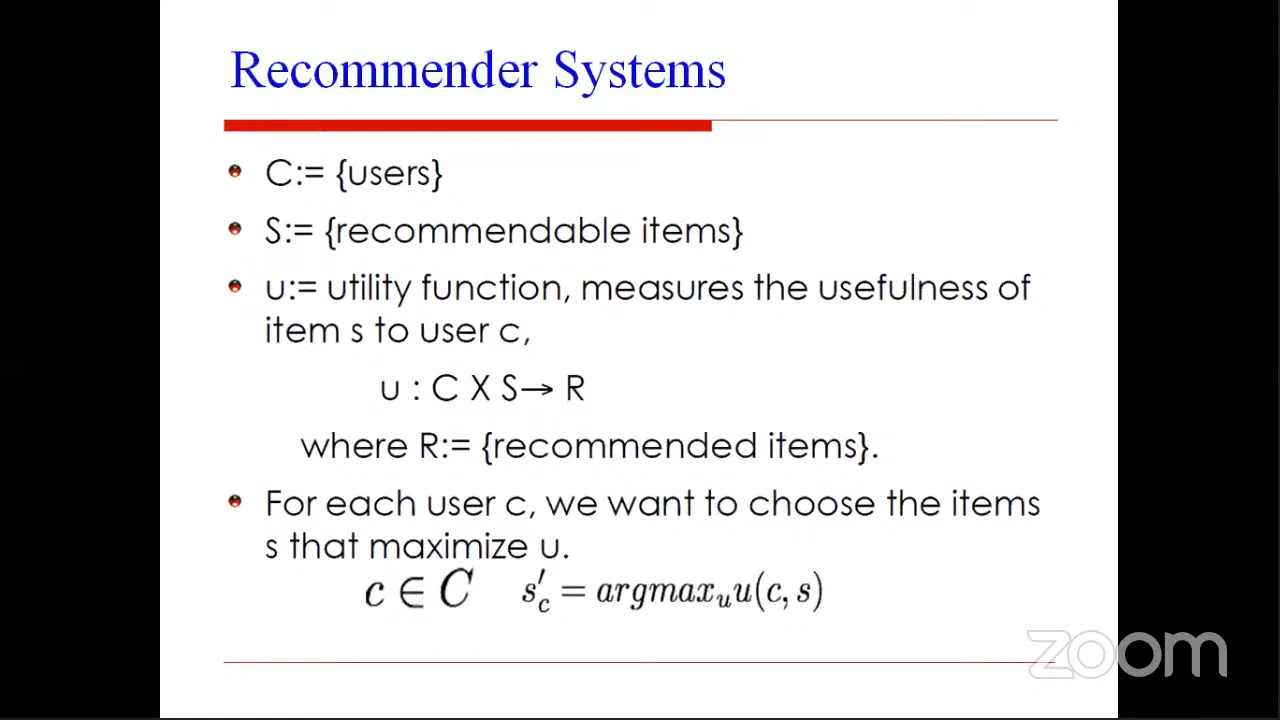 Recommender Systems
C:= {users}
S:= {recommendable items}
u:= utility function, measures the usefulness of
item s to user c,
u : C X S→ R
where R:= {recommended items}.
For each user c, we want to choose the items
s that maximize u.
c ∈ C s′_c = argmax_u u(c, s)
zoom